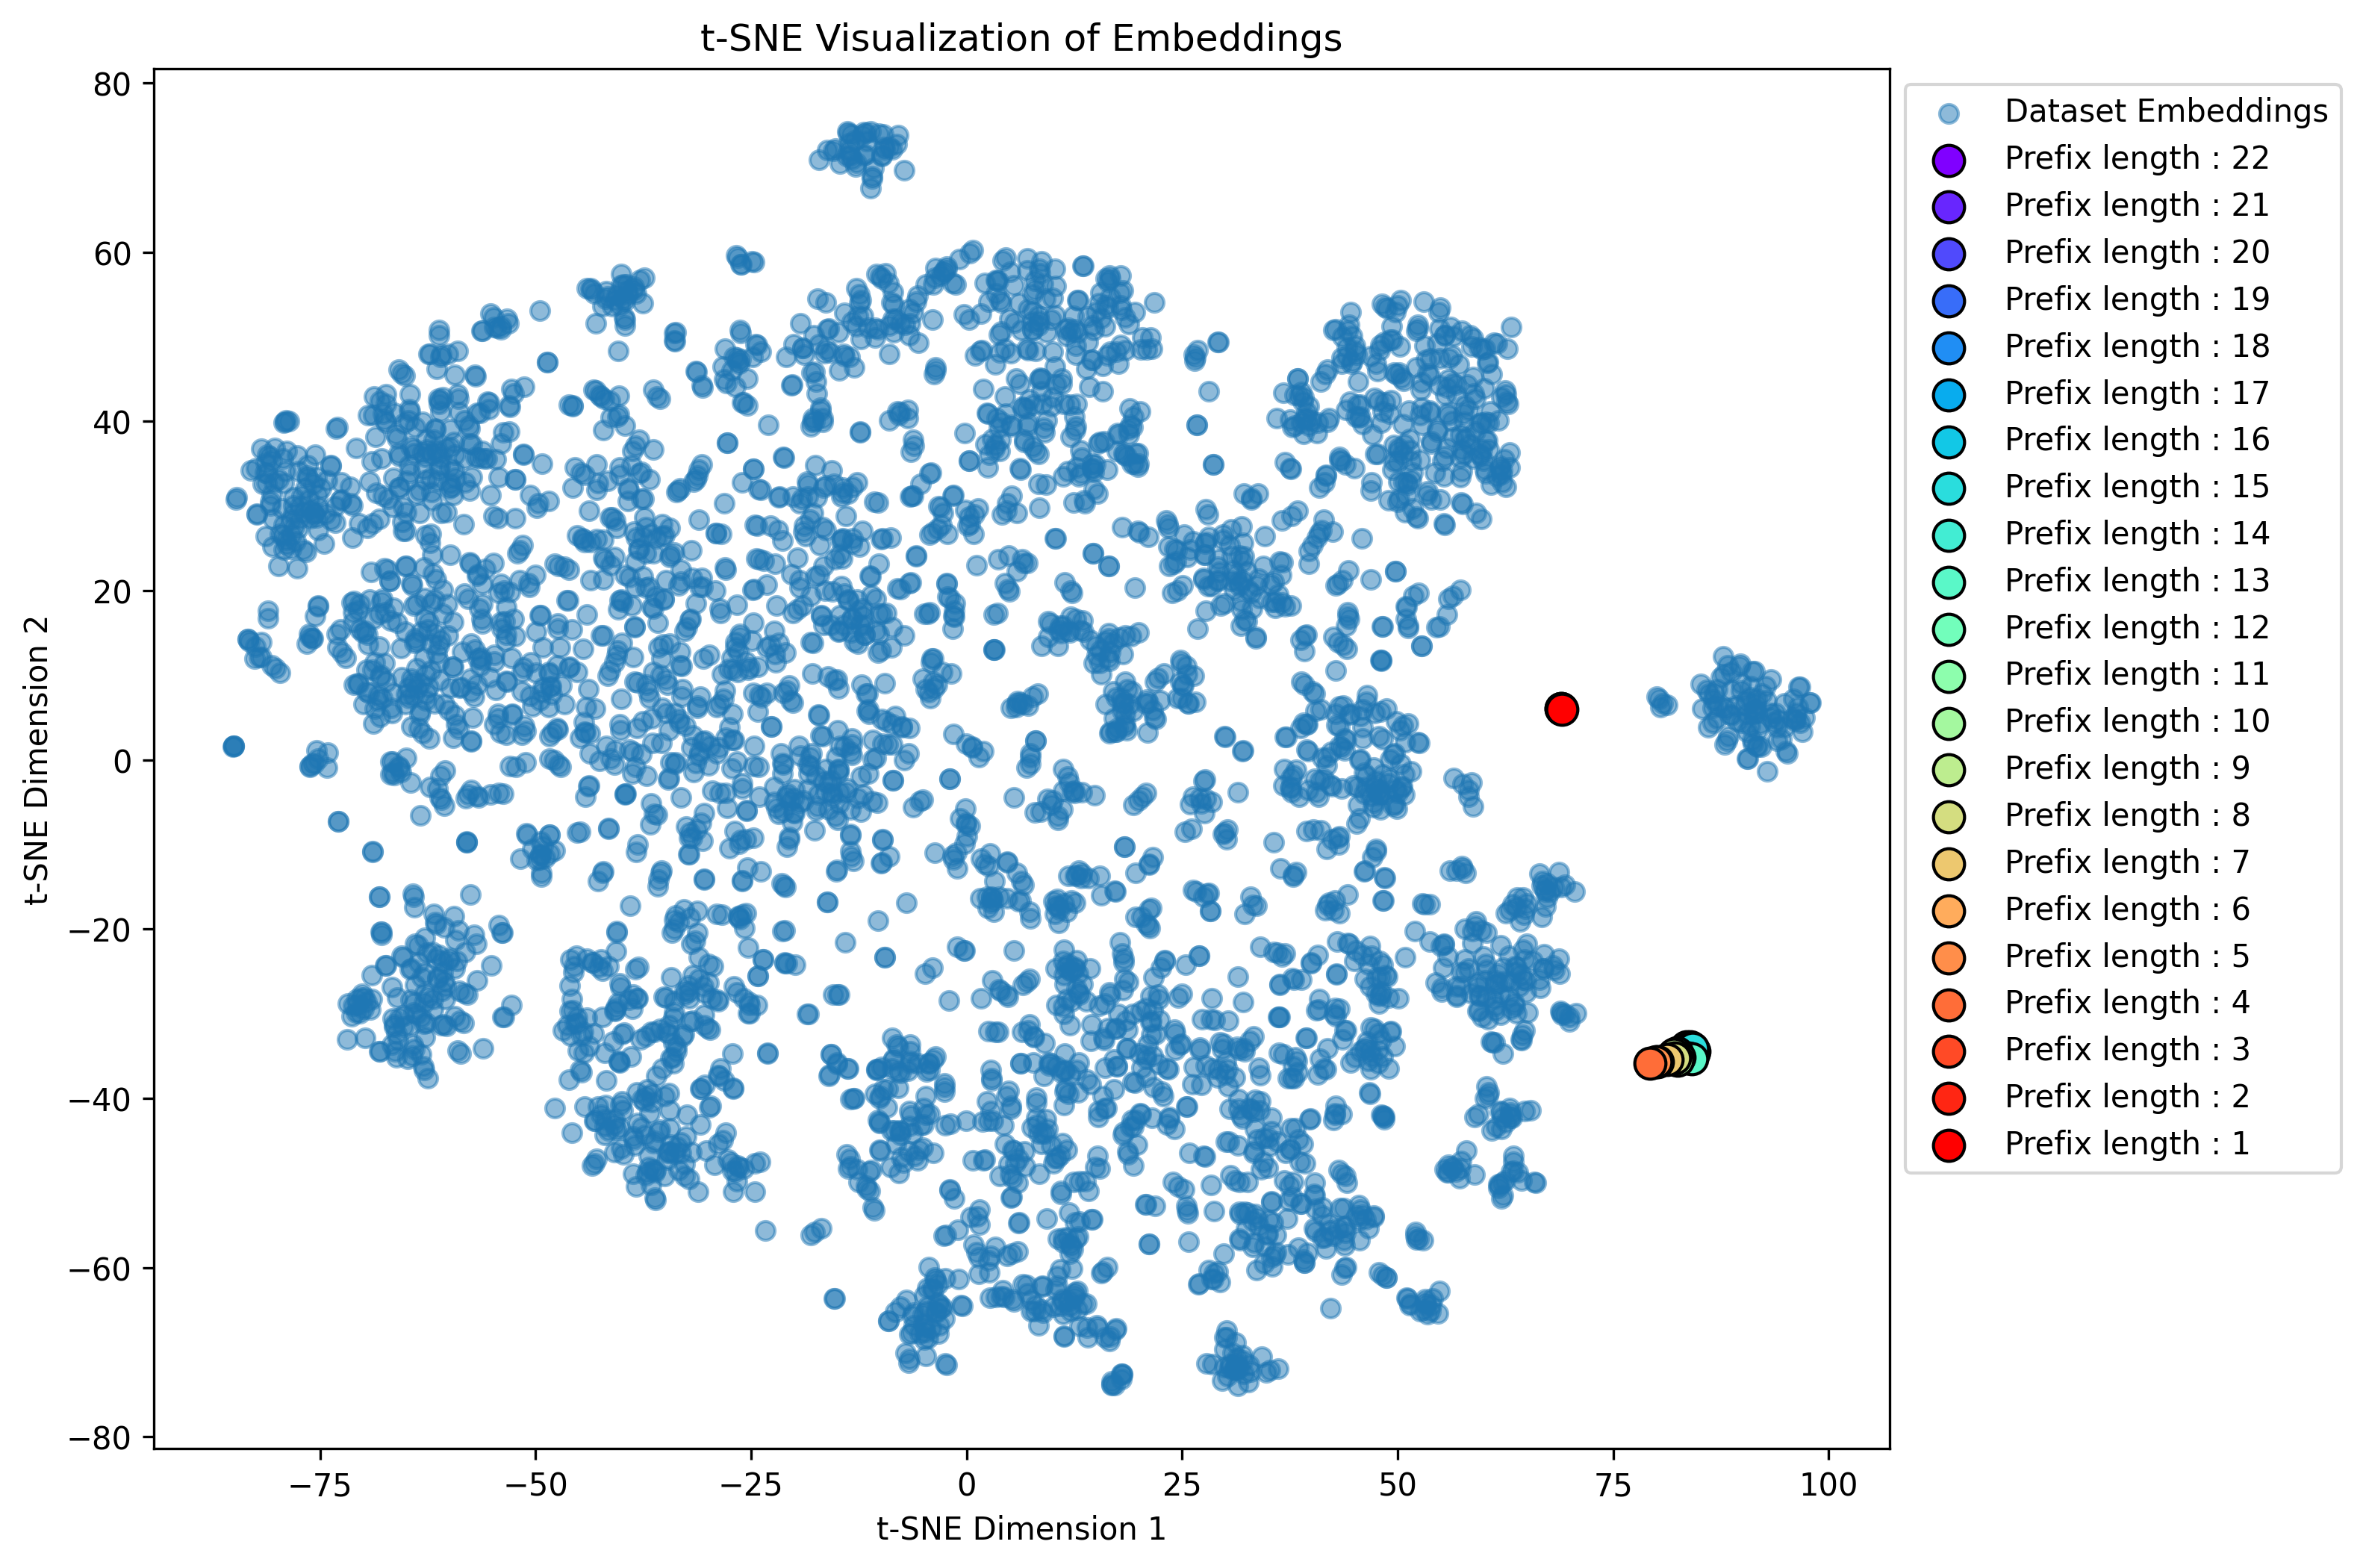 t-SNE Visualization of Embeddings
80
60
40
20
0
−20
−40
−60
−80
t-SNE Dimension 2
−75
−50
−25
0
25
50
75
100
t-SNE Dimension 1
Dataset Embeddings
Prefix length : 22
Prefix length : 21
Prefix length : 20
Prefix length : 19
Prefix length : 18
Prefix length : 17
Prefix length : 16
Prefix length : 15
Prefix length : 14
Prefix length : 13
Prefix length : 12
Prefix length : 11
Prefix length : 10
Prefix length : 9
Prefix length : 8
Prefix length : 7
Prefix length : 6
Prefix length : 5
Prefix length : 4
Prefix length : 3
Prefix length : 2
Prefix length : 1